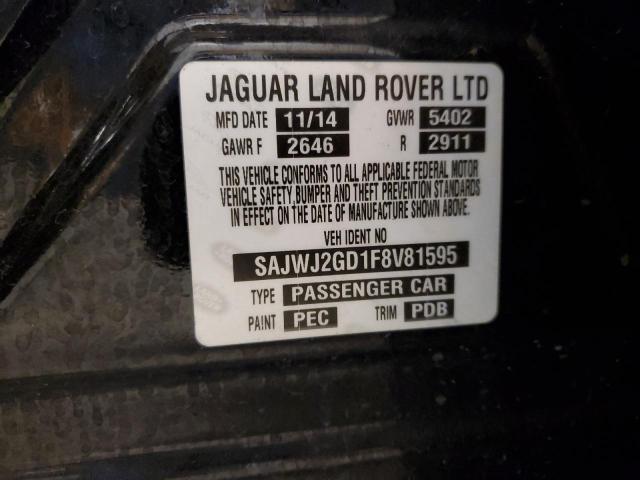 JAGUAR LAND ROVER LTD
MFD DATE 11/14 GVWR 5402
GAWR F 2646 R 2911
THIS VEHICLE CONFORMS TO ALL APPLICABLE FEDERAL MOTOR
VEHICLE SAFETY, BUMPER AND THEFT PREVENTION STANDARDS
IN EFFECT ON THE DATE OF MANUFACTURE SHOWN ABOVE.
VEH IDENT NO
SAJWJ2GD1F8V81595
TYPE PASSENGER CAR
PAINT PEC TRIM PDB